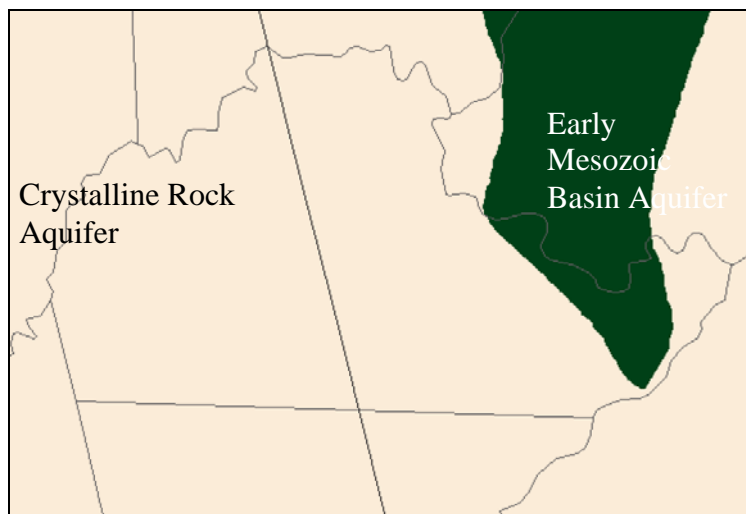 Early
Mesozoic
Basin Aquifer
Crystalline Rock
Aquifer